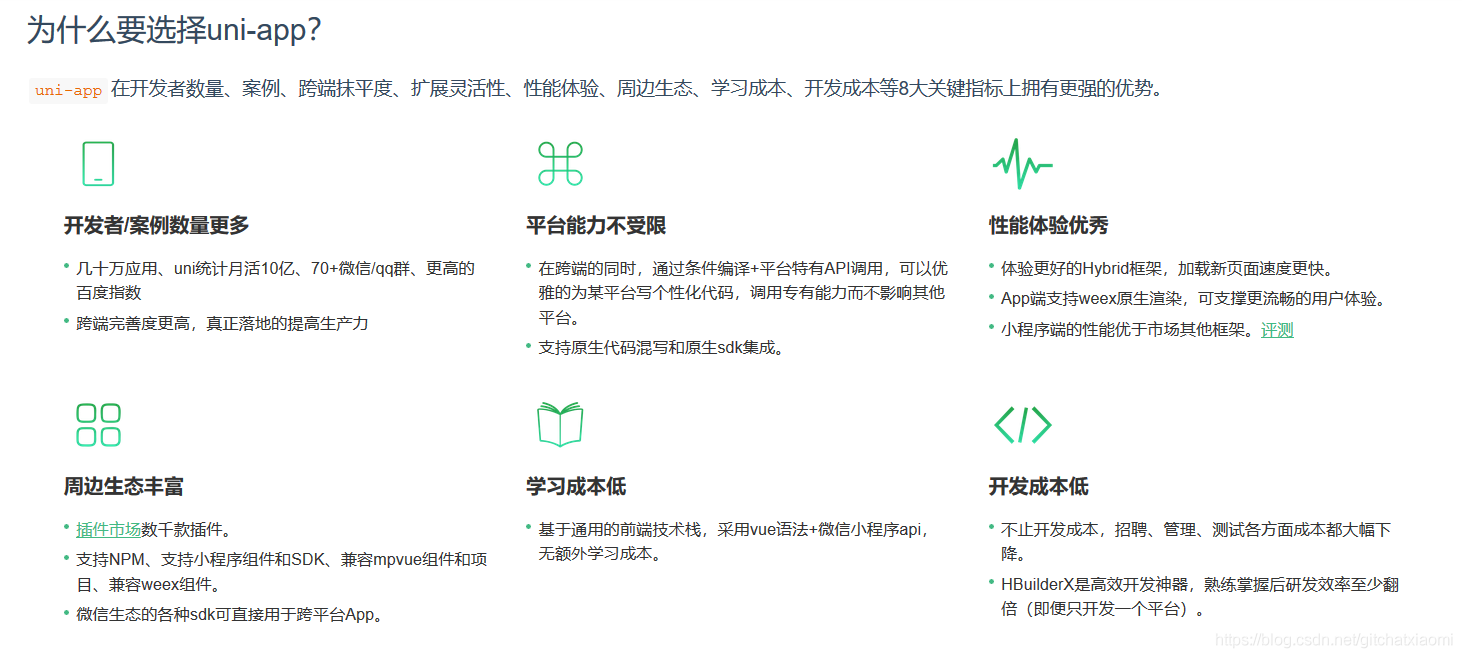 为什么要选择uni-app？
uni-app 在开发者数量、案例、跨端抹平度、扩展灵活性、性能体验、周边生态、学习成本、开发成本等8大关键指标上拥有更强的优势。
开发者/案例数量更多
几十万应用、uni统计月活10亿、70+微信/qq群、更高的
百度指数
跨端完善度更高，真正落地的提高生产力
平台能力不受限
在跨端的同时，通过条件编译+平台特有API调用，可以优
雅的为某平台写个性化代码，调用专有能力而不影响其他
平台。
支持原生代码混写和原生sdk集成。
性能体验优秀
体验更好的Hybrid框架，加载新页面速度更快。
App端支持weex原生渲染，可支撑更流畅的用户体验。
小程序端的性能优于市场其他框架。评测
周边生态丰富
插件市场数千款插件。
支持NPM、支持小程序组件和SDK、兼容mpvue组件和项
目、兼容weex组件。
微信生态的各种sdk可直接用于跨平台App。
学习成本低
基于通用的前端技术栈，采用vue语法+微信小程序api，
无额外学习成本。
开发成本低
不止开发成本，招聘、管理、测试各方面成本都大幅下
降。
HBuilderX是高效开发神器，熟练掌握后研发效率至少翻
倍（即便只开发一个平台）。
https://blog.csdn.net/gitchatxiaomi